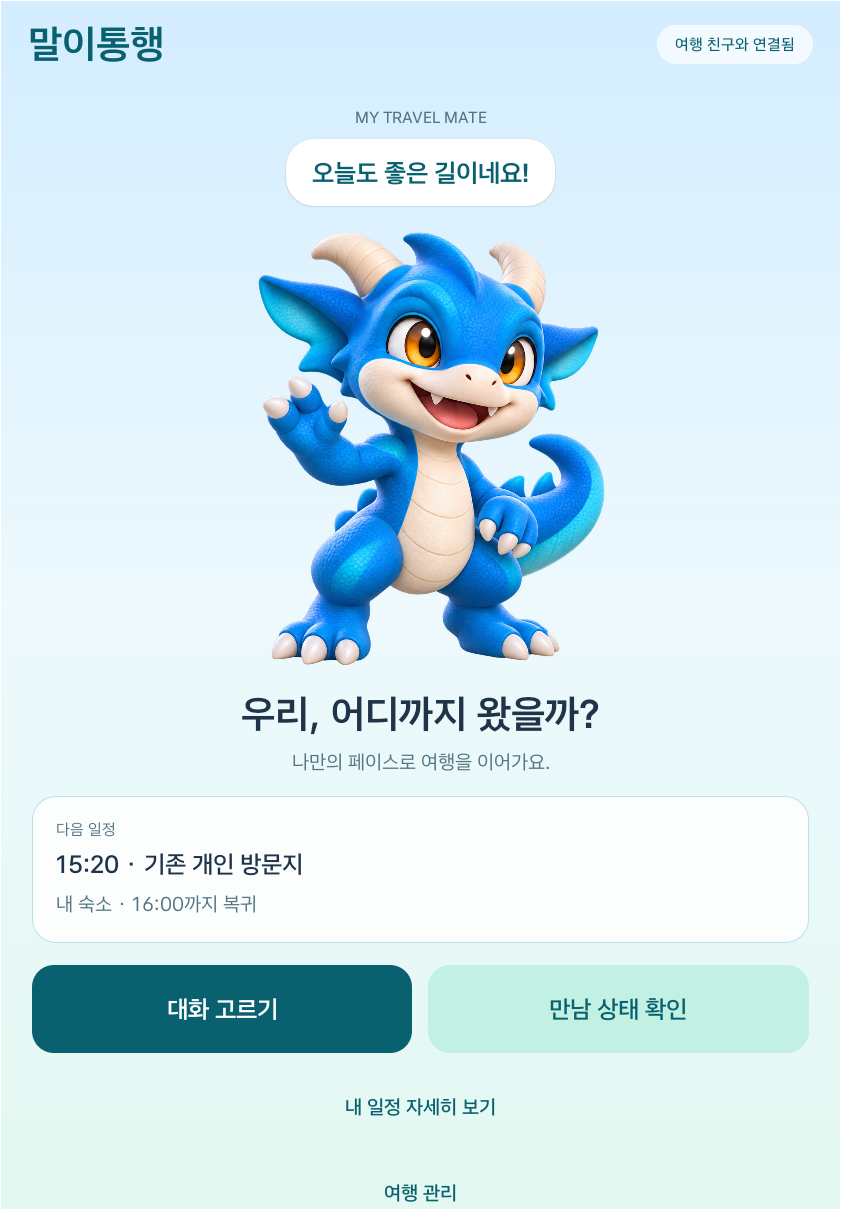 말이통행
여행 친구와 연결됨
MY TRAVEL MATE
오늘도 좋은 길이네요!
우리, 어디까지 왔을까?
나만의 페이스로 여행을 이어가요.
다음 일정
15:20 · 기존 개인 방문지
내 숙소 · 16:00까지 복귀
대화 고르기
만남 상태 확인
내 일정 자세히 보기
여행 관리